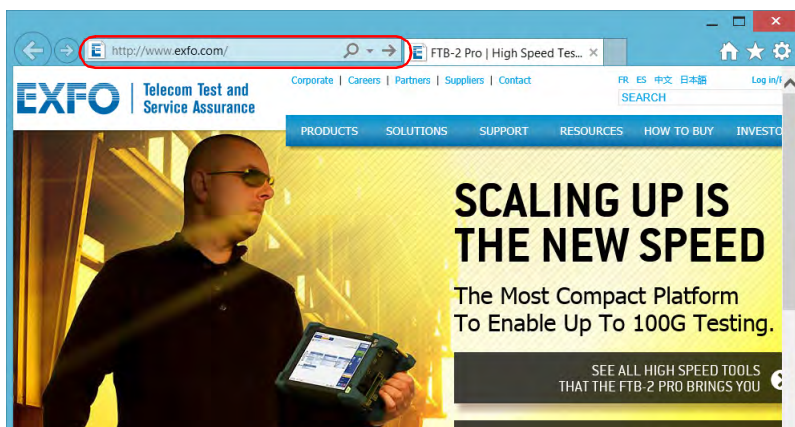 http://www.exfo.com/
FTB-2 Pro | High Speed Tes...
EXFO
Telecom Test and
Service Assurance
Corporate | Careers | Partners | Suppliers | Contact
FR ES 中文 日本語
Log in/
SEARCH
PRODUCTS SOLUTIONS SUPPORT RESOURCES HOW TO BUY INVESTO
SCALING UP IS
THE NEW SPEED
The Most Compact Platform
To Enable Up To 100G Testing.
SEE ALL HIGH SPEED TOOLS
THAT THE FTB-2 PRO BRINGS YOU